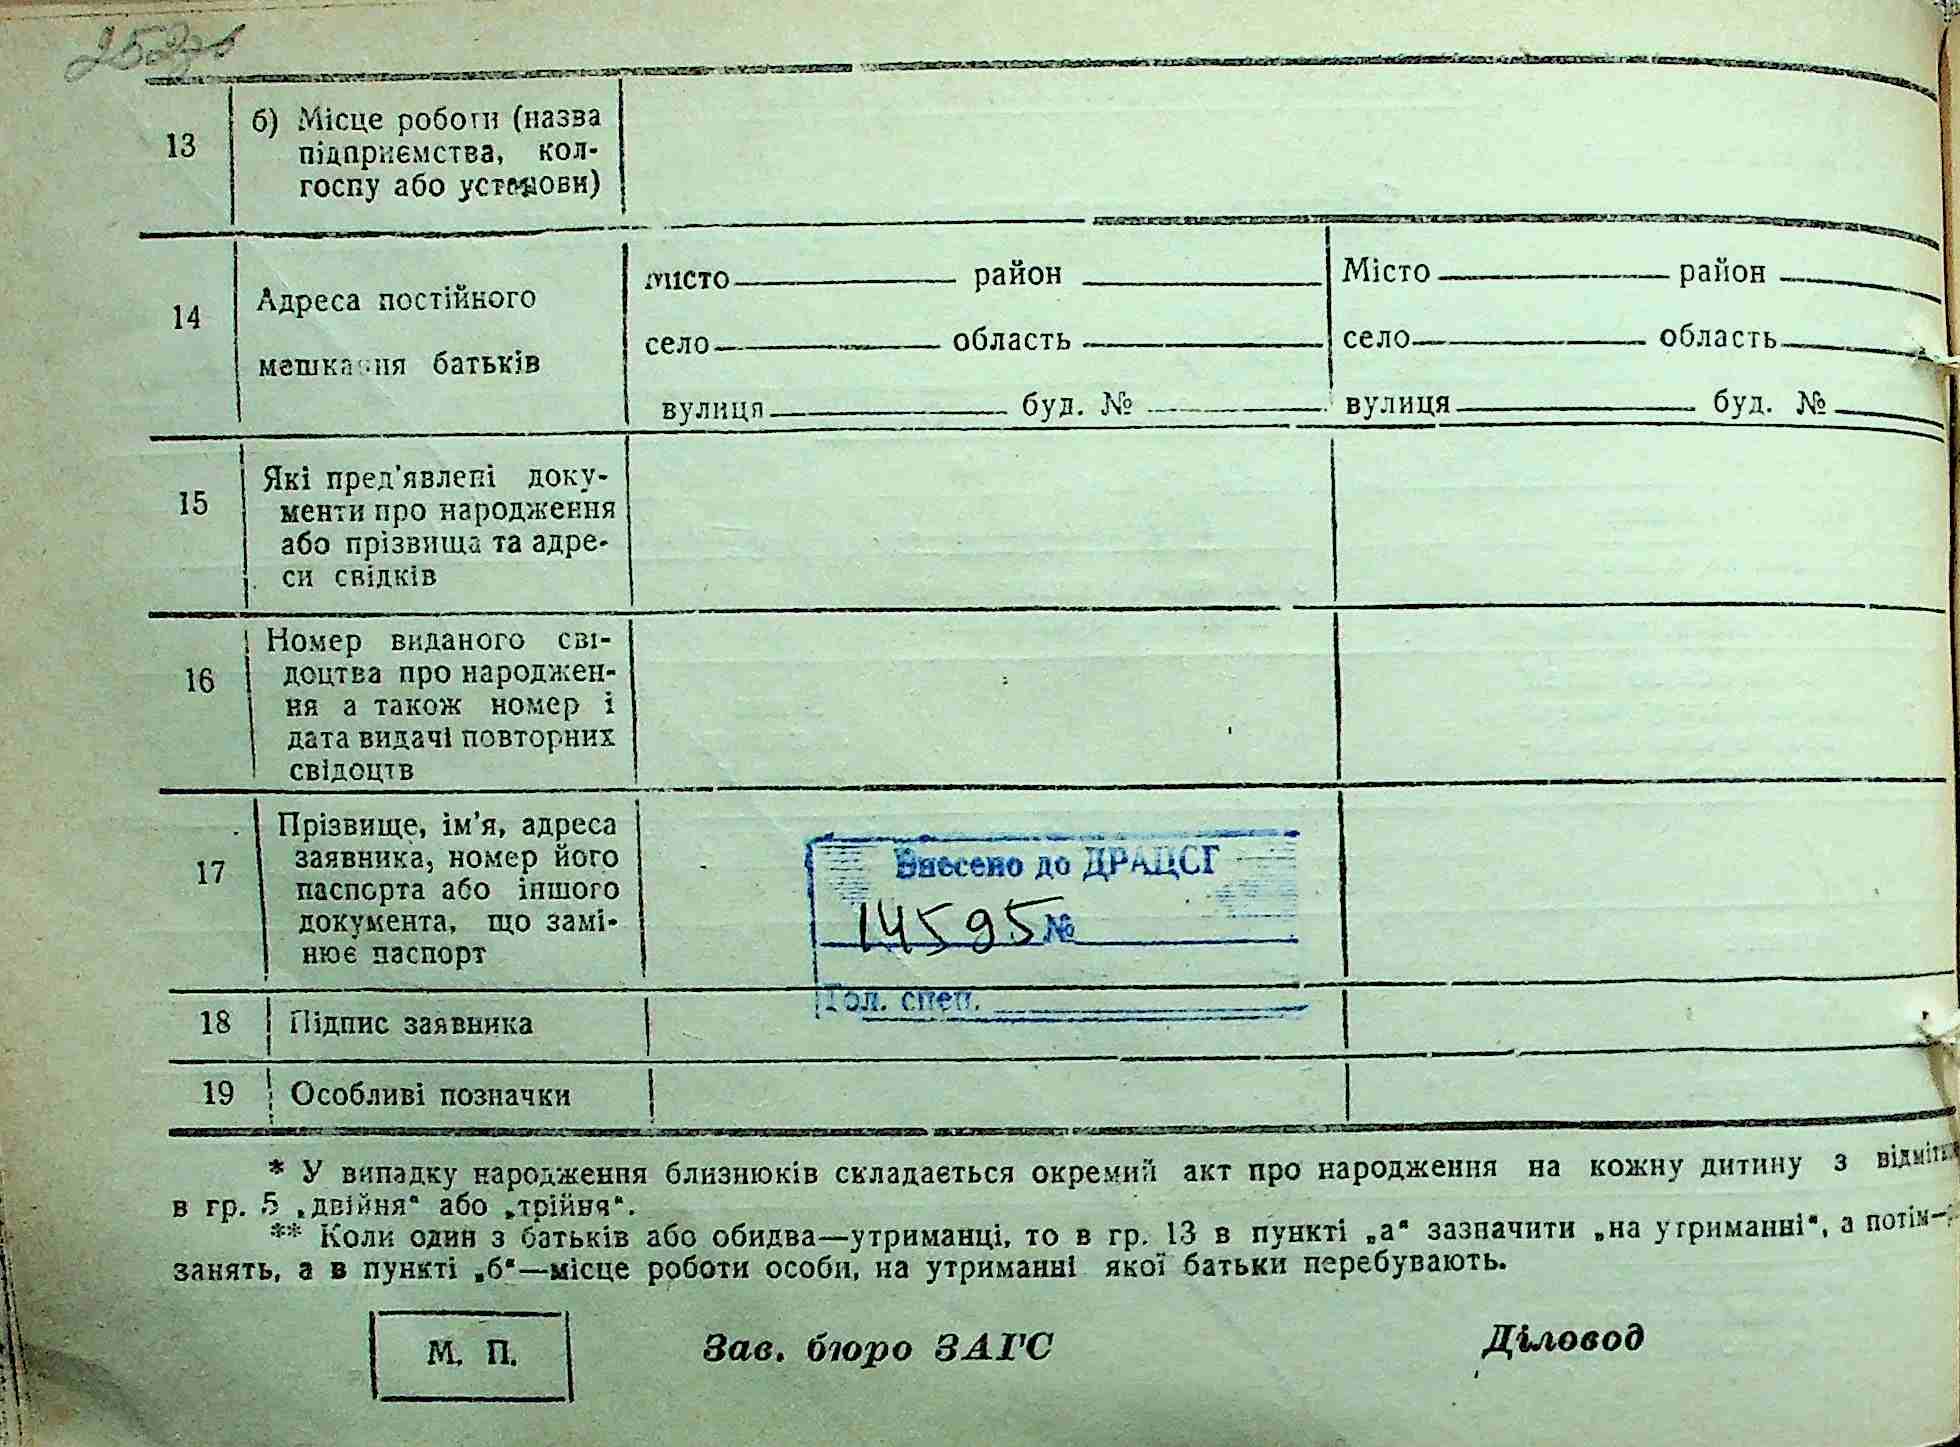 252зв
13 б) Місце роботи (назва
підприємства, кол-
госпу або установи)
14 Адреса постійного
мешкання батьків
місто район Місто район
село область село область
вулиця буд. № вулиця буд. №
15 Які пред'явлені доку-
менти про народження
або прізвища та адре-
си свідків
16 Номер виданого сві-
доцтва про народжен-
ня а також номер і
дата видачі повторних
свідоцтв
17 Прізвище, ім'я, адреса
заявника, номер його
паспорта або іншого
документа, що замі-
нює паспорт
Внесено до ДРАЦСГ
14595 №
Гол. спец.
18 Підпис заявника
19 Особливі позначки
* У випадку народження близнюків складається окремий акт про народження на кожну дитину з відмітк
в гр. 5 „двійня“ або „трійня“.
** Коли один з батьків або обидва—утриманці, то в гр. 13 в пункті „а“ зазначити „на утриманні“, а потім—
занять, а в пункті „б“—місце роботи особи, на утриманні якої батьки перебувають.
М. П. Зав. бюро ЗАГС Діловод